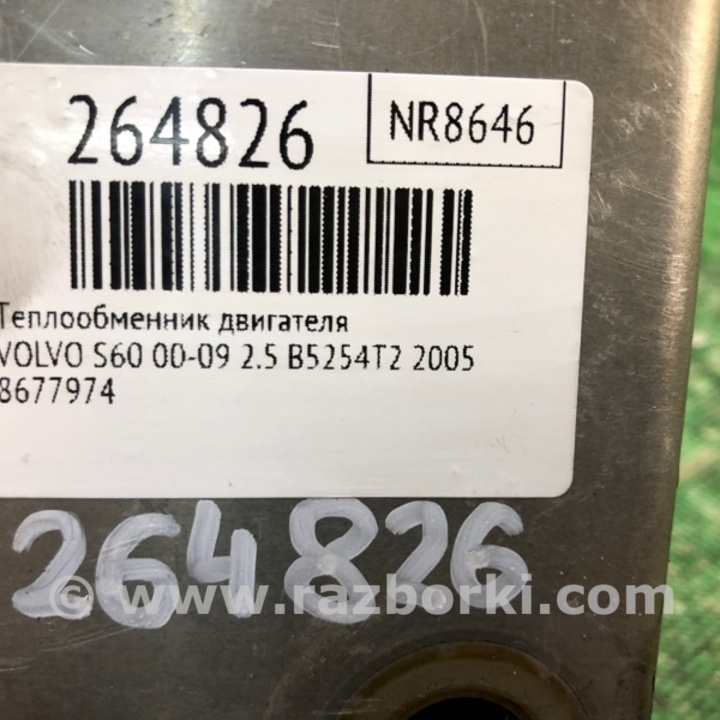 264826
NR8646
Теплообменник двигателя
VOLVO S60 00-09 2.5 B5254T2 2005
8677974
264826
© www.razborki.com